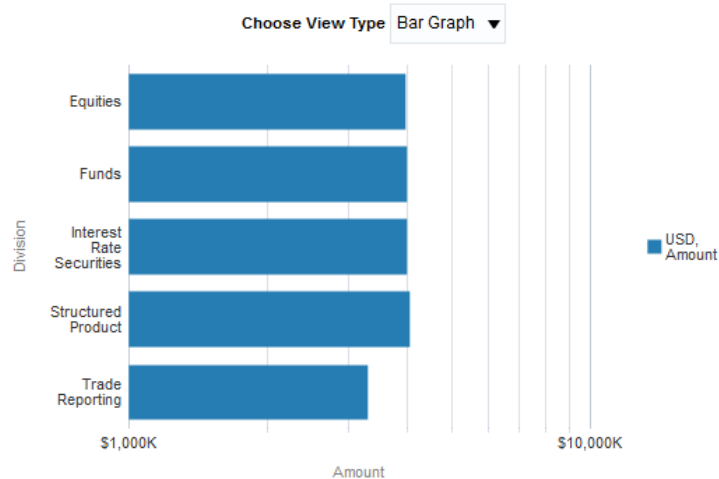 Choose View Type Bar Graph
Equities
Funds
Interest
Rate
Securities
Structured
Product
Trade
Reporting
Division
USD,
Amount
$1,000K $10,000K
Amount